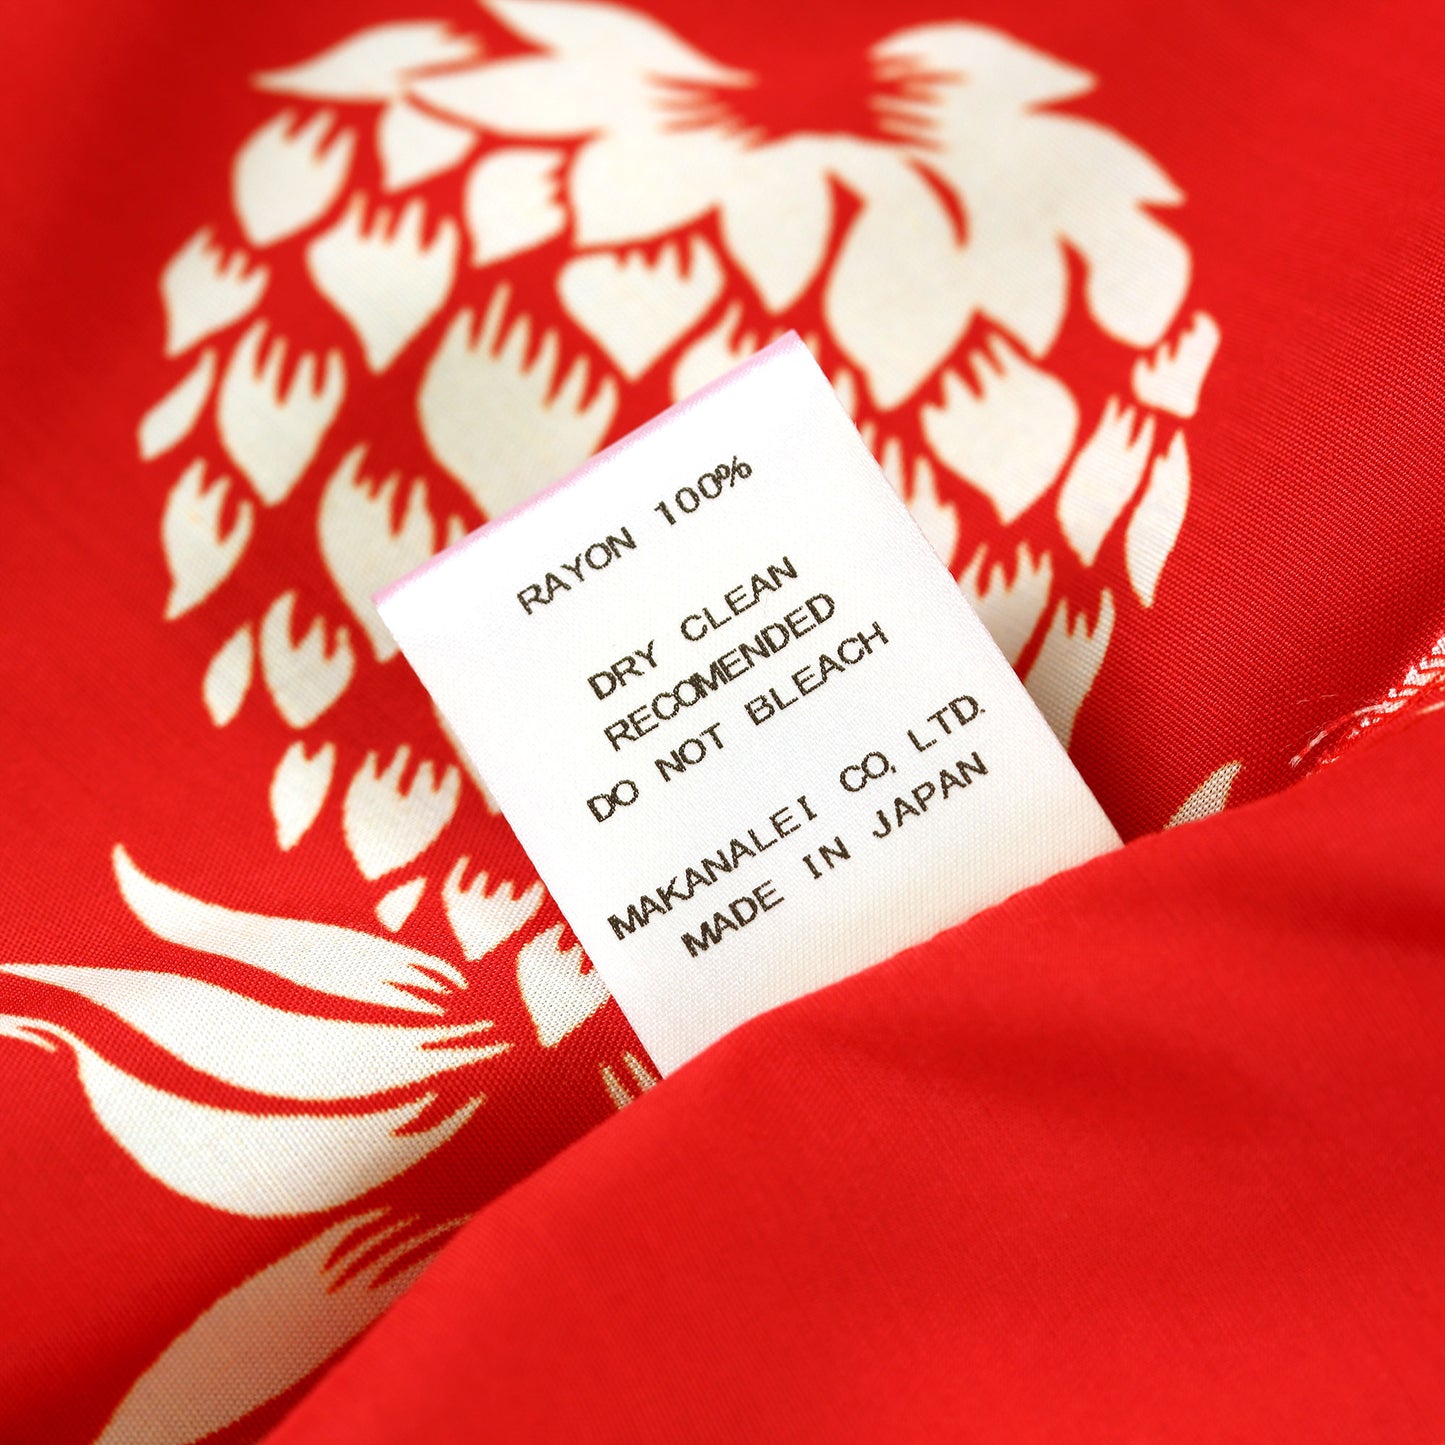 RAYON 100%
DRY CLEAN
RECOMENDED
DO NOT BLEACH
MAKANALEI CO, LTD.
MADE IN JAPAN